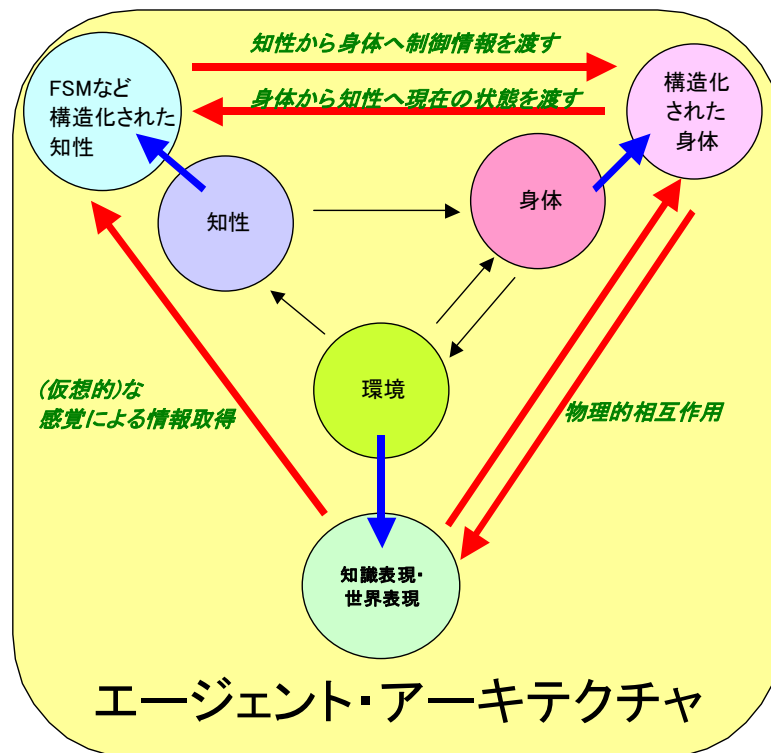 知性から身体へ制御情報を渡す
FSMなど
構造化された
知性
身体から知性へ現在の状態を渡す
構造化
された
身体
知性
身体
環境
(仮想的)な
感覚による情報取得
物理的相互作用
知識表現・
世界表現
エージェント・アーキテクチャ